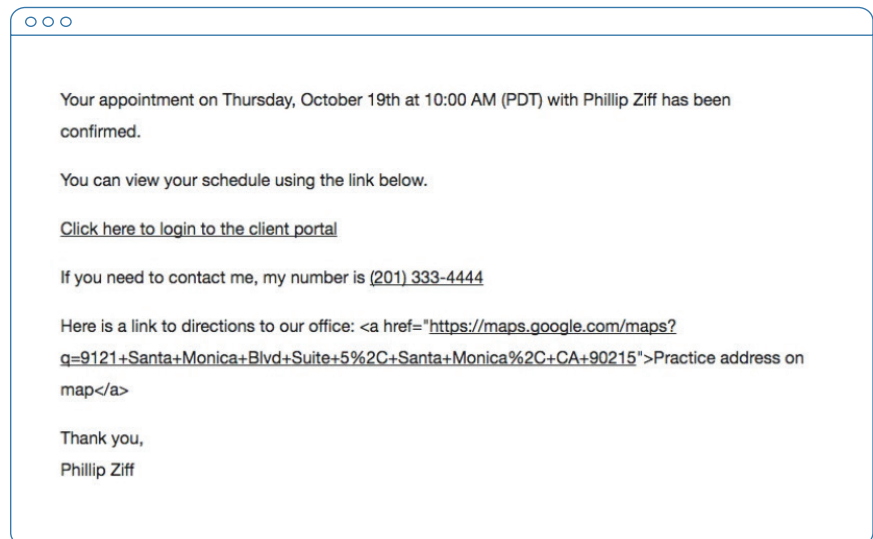 Your appointment on Thursday, October 19th at 10:00 AM (PDT) with Phillip Ziff has been
confirmed.
You can view your schedule using the link below.
Click here to login to the client portal
If you need to contact me, my number is (201) 333-4444
Here is a link to directions to our office: <a href="https://maps.google.com/maps?
q=9121+Santa+Monica+Blvd+Suite+5%2C+Santa+Monica%2C+CA+90215">Practice address on
map</a>
Thank you,
Phillip Ziff